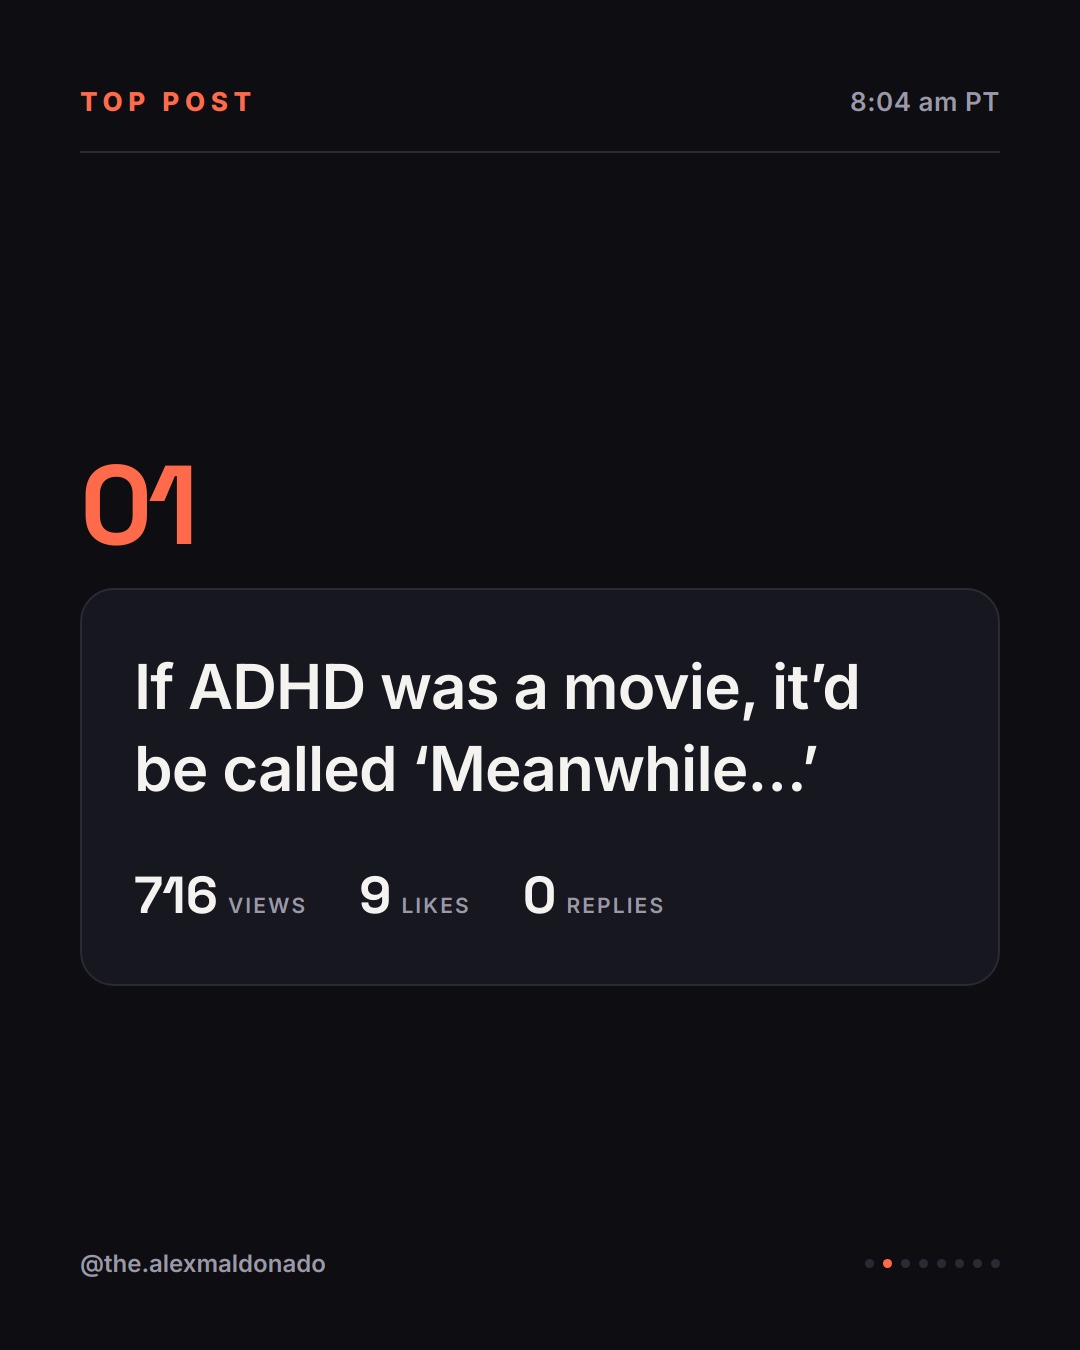 TOP POST
8:04 am PT
01
If ADHD was a movie, it’d
be called ‘Meanwhile…’
716 VIEWS 9 LIKES 0 REPLIES
@the.alexmaldonado